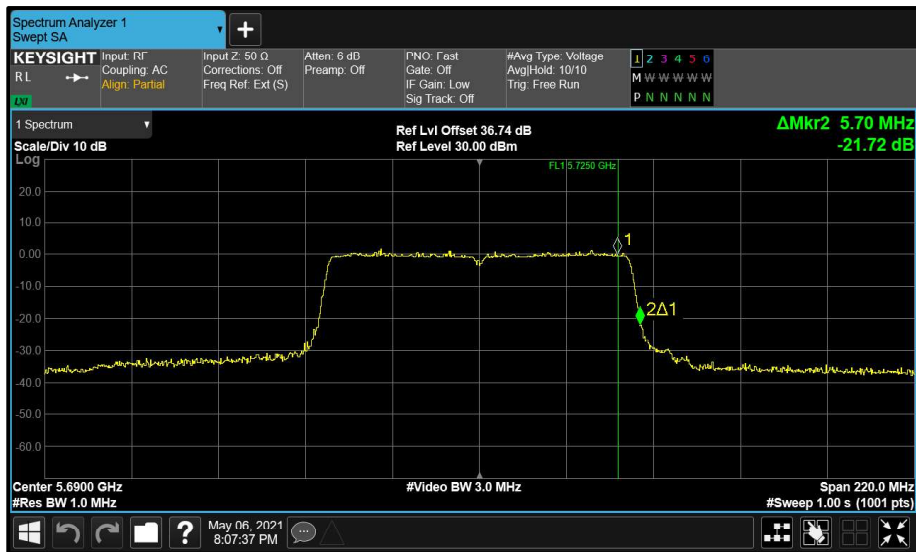 Spectrum Analyzer 1
Swept SA
+
KEYSIGHT
RL
LXI
Input: RF
Coupling: AC
Align: Partial
Input Z: 50 Ω
Corrections: Off
Freq Ref: Ext (S)
Atten: 6 dB
Preamp: Off
PNO: Fast
Gate: Off
IF Gain: Low
Sig Track: Off
#Avg Type: Voltage
Avg|Hold: 10/10
Trig: Free Run
1 2 3 4 5 6
M W W W W W
P N N N N N
1 Spectrum
Scale/Div 10 dB
Ref Lvl Offset 36.74 dB
Ref Level 30.00 dBm
ΔMkr2 5.70 MHz
-21.72 dB
Log
FL1 5.7250 GHz
20.0
10.0
0.00
-10.0
-20.0
-30.0
-40.0
-50.0
-60.0
1
2Δ1
Center 5.6900 GHz
#Res BW 1.0 MHz
#Video BW 3.0 MHz
Span 220.0 MHz
#Sweep 1.00 s (1001 pts)
?
May 06, 2021
8:07:37 PM